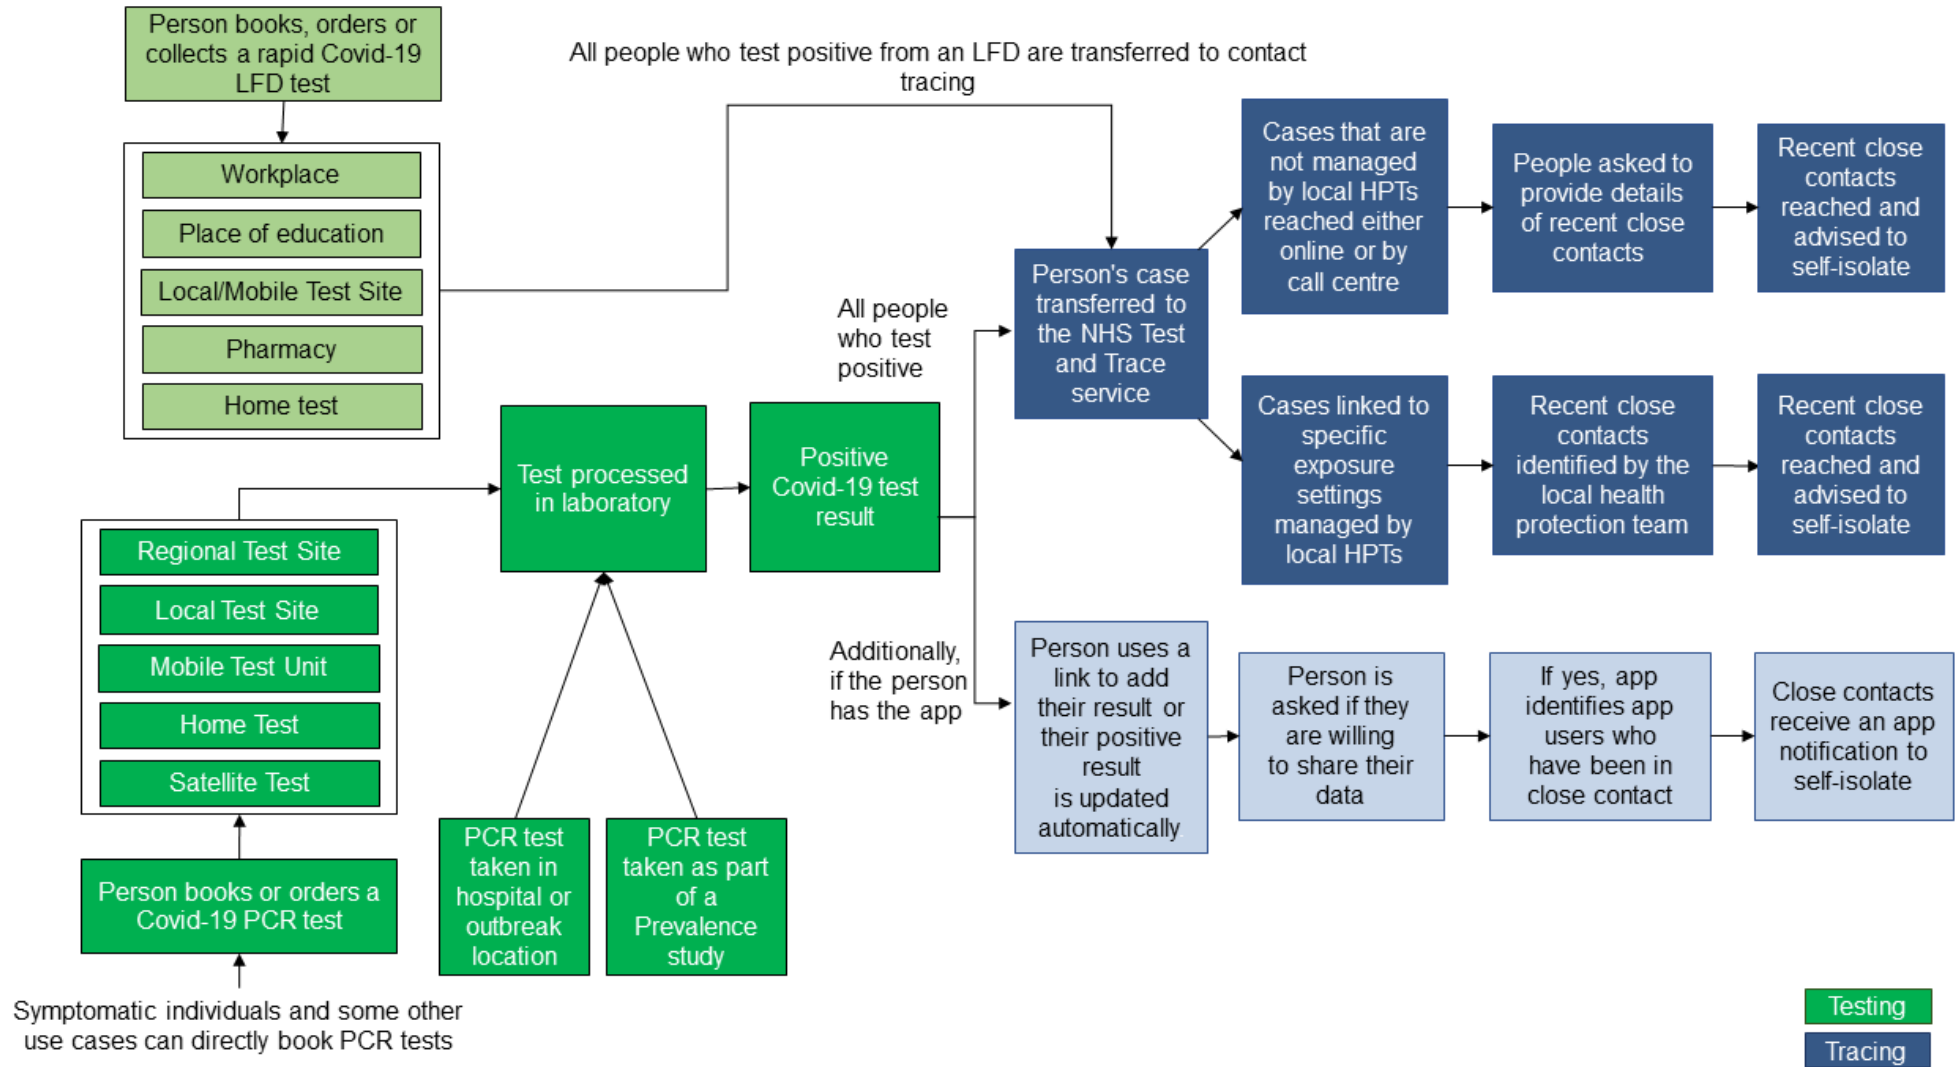 Person books, orders or
collects a rapid Covid-19
LFD test
Workplace
Place of education
Local/Mobile Test Site
Pharmacy
Home test
All people who test positive from an LFD are transferred to contact
tracing
Regional Test Site
Local Test Site
Mobile Test Unit
Home Test
Satellite Test
Person books or orders a
Covid-19 PCR test
Symptomatic individuals and some other
use cases can directly book PCR tests
Test processed
in laboratory
PCR test
taken in
hospital or
outbreak
location
PCR test
taken as part
of a
Prevalence
study
Positive
Covid-19 test
result
All people
who test
positive
Person's case
transferred to
the NHS Test
and Trace
service
Cases that are
not managed
by local HPTs
reached either
online or by
call centre
People asked to
provide details
of recent close
contacts
Recent close
contacts
reached and
advised to
self-isolate
Cases linked to
specific
exposure
settings
managed by
local HPTs
Recent close
contacts
identified by the
local health
protection team
Recent close
contacts
reached and
advised to
self-isolate
Additionally,
if the person
has the app
Person uses a
link to add
their result or
their positive
result
is updated
automatically.
Person is
asked if they
are willing
to share their
data
If yes, app
identifies app
users who
have been in
close contact
Close contacts
receive an app
notification to
self-isolate
Testing
Tracing